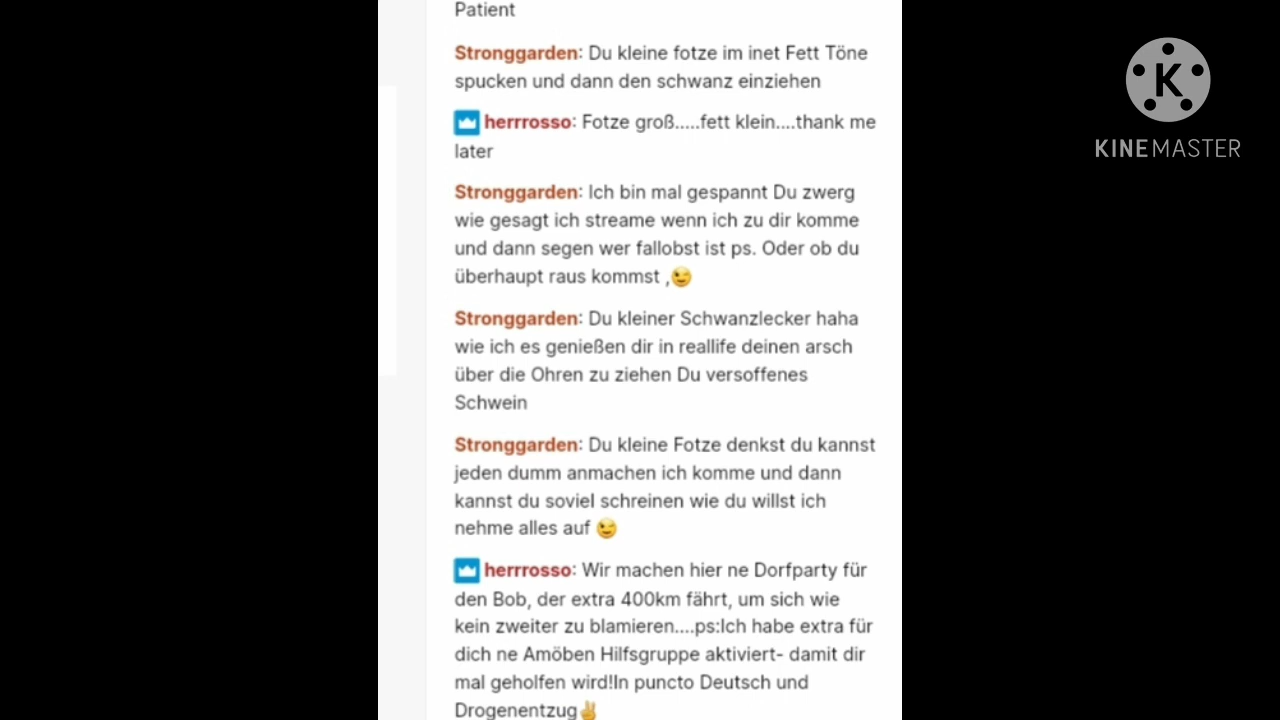 Patient
Stronggarden: Du kleine fotze im inet Fett Töne
spucken und dann den schwanz einziehen
herrrosso: Fotze groß.....fett klein....thank me
later
Stronggarden: Ich bin mal gespannt Du zwerg
wie gesagt ich streame wenn ich zu dir komme
und dann segen wer fallobst ist ps. Oder ob du
überhaupt raus kommst ,😉
Stronggarden: Du kleiner Schwanzlecker haha
wie ich es genießen dir in reallife deinen arsch
über die Ohren zu ziehen Du versoffenes
Schwein
Stronggarden: Du kleine Fotze denkst du kannst
jeden dumm anmachen ich komme und dann
kannst du soviel schreinen wie du willst ich
nehme alles auf 😉
herrrosso: Wir machen hier ne Dorfparty für
den Bob, der extra 400km fährt, um sich wie
kein zweiter zu blamieren....ps:Ich habe extra für
dich ne Amöben Hilfsgruppe aktiviert- damit dir
mal geholfen wird!In puncto Deutsch und
Drogenentzug✌️
K
KINEMASTER